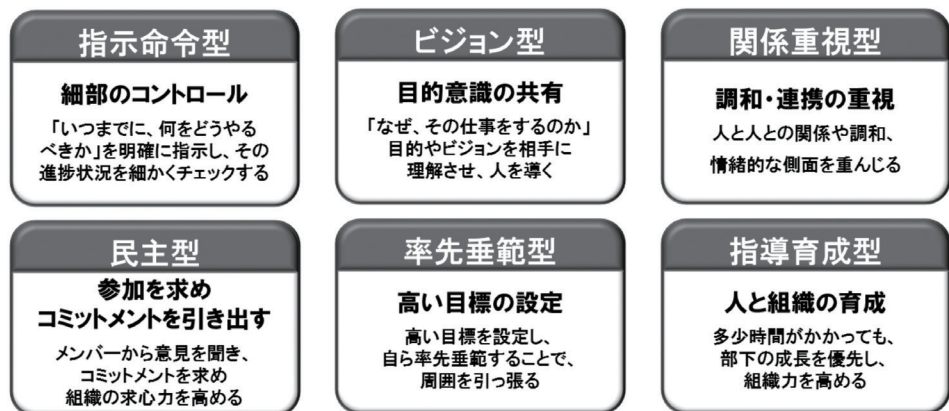 指示命令型
細部のコントロール
「いつまでに、何をどうやる
べきか」を明確に指示し、その
進捗状況を細かくチェックする
ビジョン型
目的意識の共有
「なぜ、その仕事をするのか」
目的やビジョンを相手に
理解させ、人を導く
関係重視型
調和・連携の重視
人と人との関係や調和、
情緒的な側面を重んじる
民主型
参加を求め
コミットメントを引き出す
メンバーから意見を聞き、
コミットメントを求め
組織の求心力を高める
率先垂範型
高い目標の設定
高い目標を設定し、
自ら率先垂範することで、
周囲を引っ張る
指導育成型
人と組織の育成
多少時間がかかっても、
部下の成長を優先し、
組織力を高める